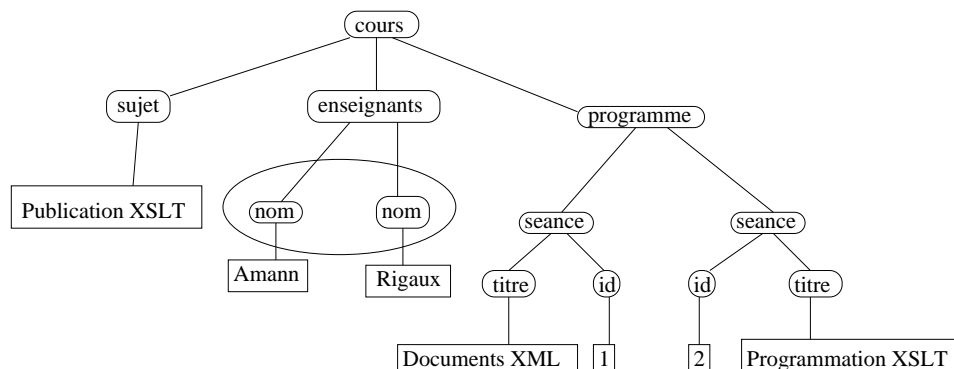 cours
sujet
enseignants
programme
Publication XSLT
nom
nom
seance
seance
Amann
Rigaux
titre
id
id
titre
Documents XML
1
2
Programmation XSLT